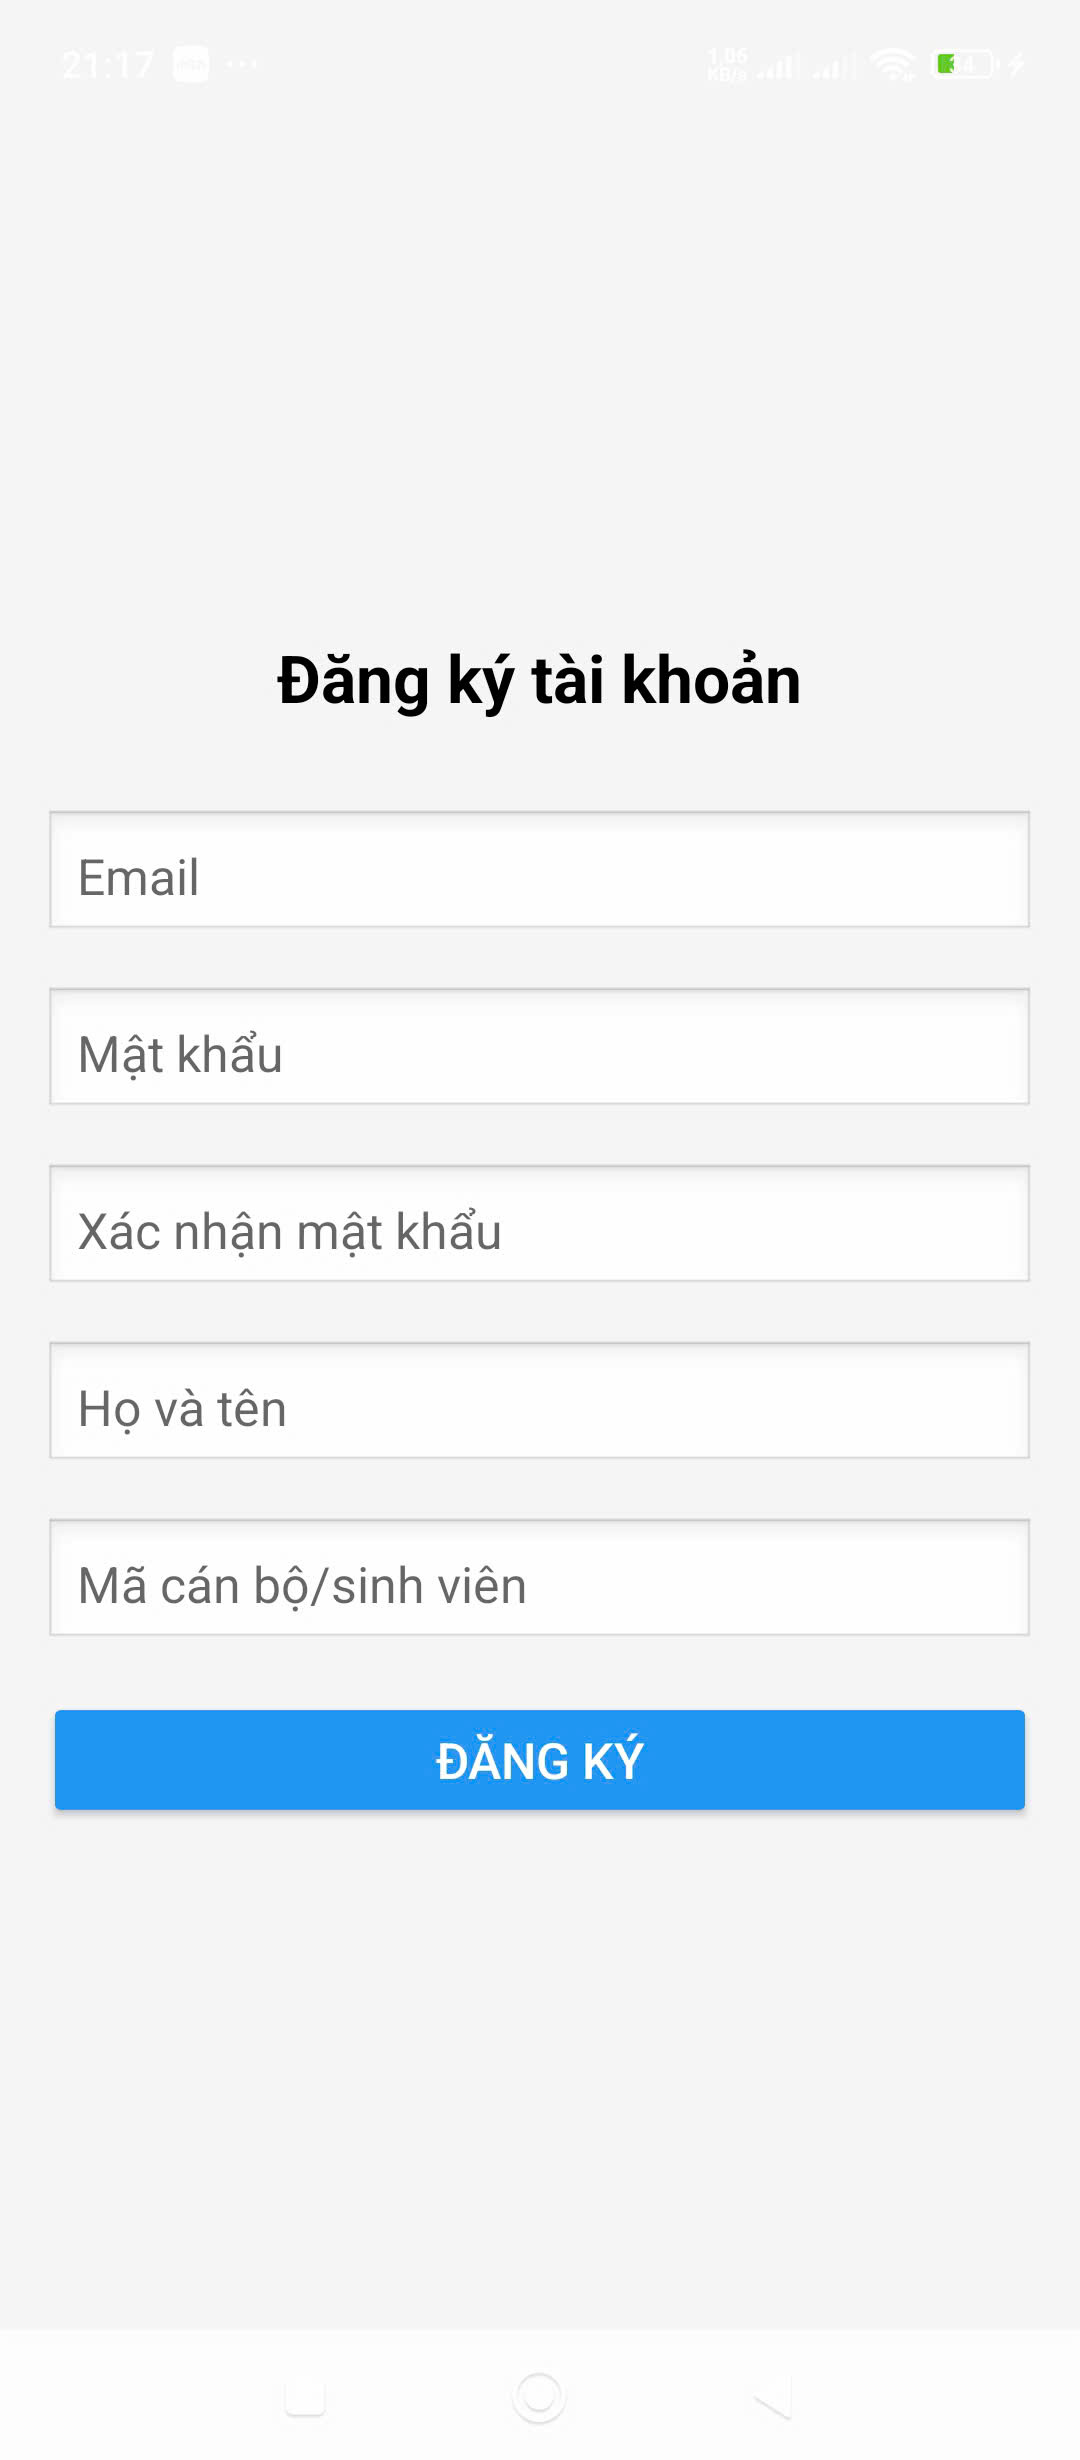 21:17
1.06
KB/s
34
Đăng ký tài khoản
Email
Mật khẩu
Xác nhận mật khẩu
Họ và tên
Mã cán bộ/sinh viên
ĐĂNG KÝ